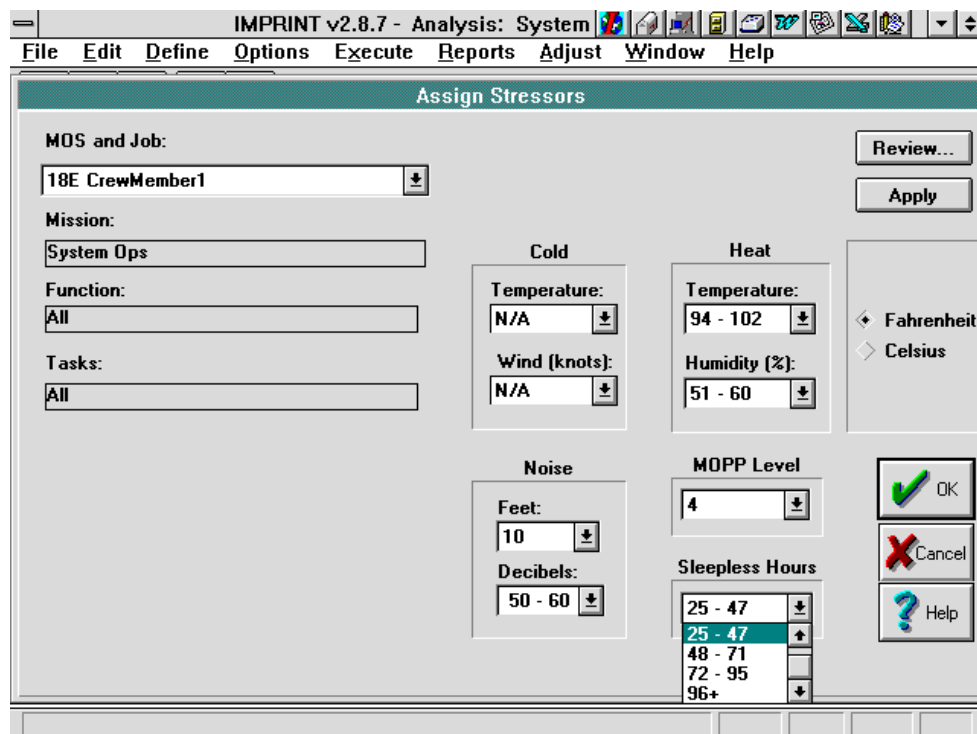 IMPRINT v2.8.7 - Analysis: System
File Edit Define Options Execute Reports Adjust Window Help
Assign Stressors
MOS and Job:
18E CrewMember1
Mission:
System Ops
Function:
All
Tasks:
All
Cold
Temperature:
N/A
Wind (knots):
N/A
Heat
Temperature:
94 - 102
Humidity (%):
51 - 60
Review...
Apply
Fahrenheit
Celsius
Noise
Feet:
10
Decibels:
50 - 60
MOPP Level
4
Sleepless Hours
25 - 47
25 - 47
48 - 71
72 - 95
96+
OK
Cancel
Help